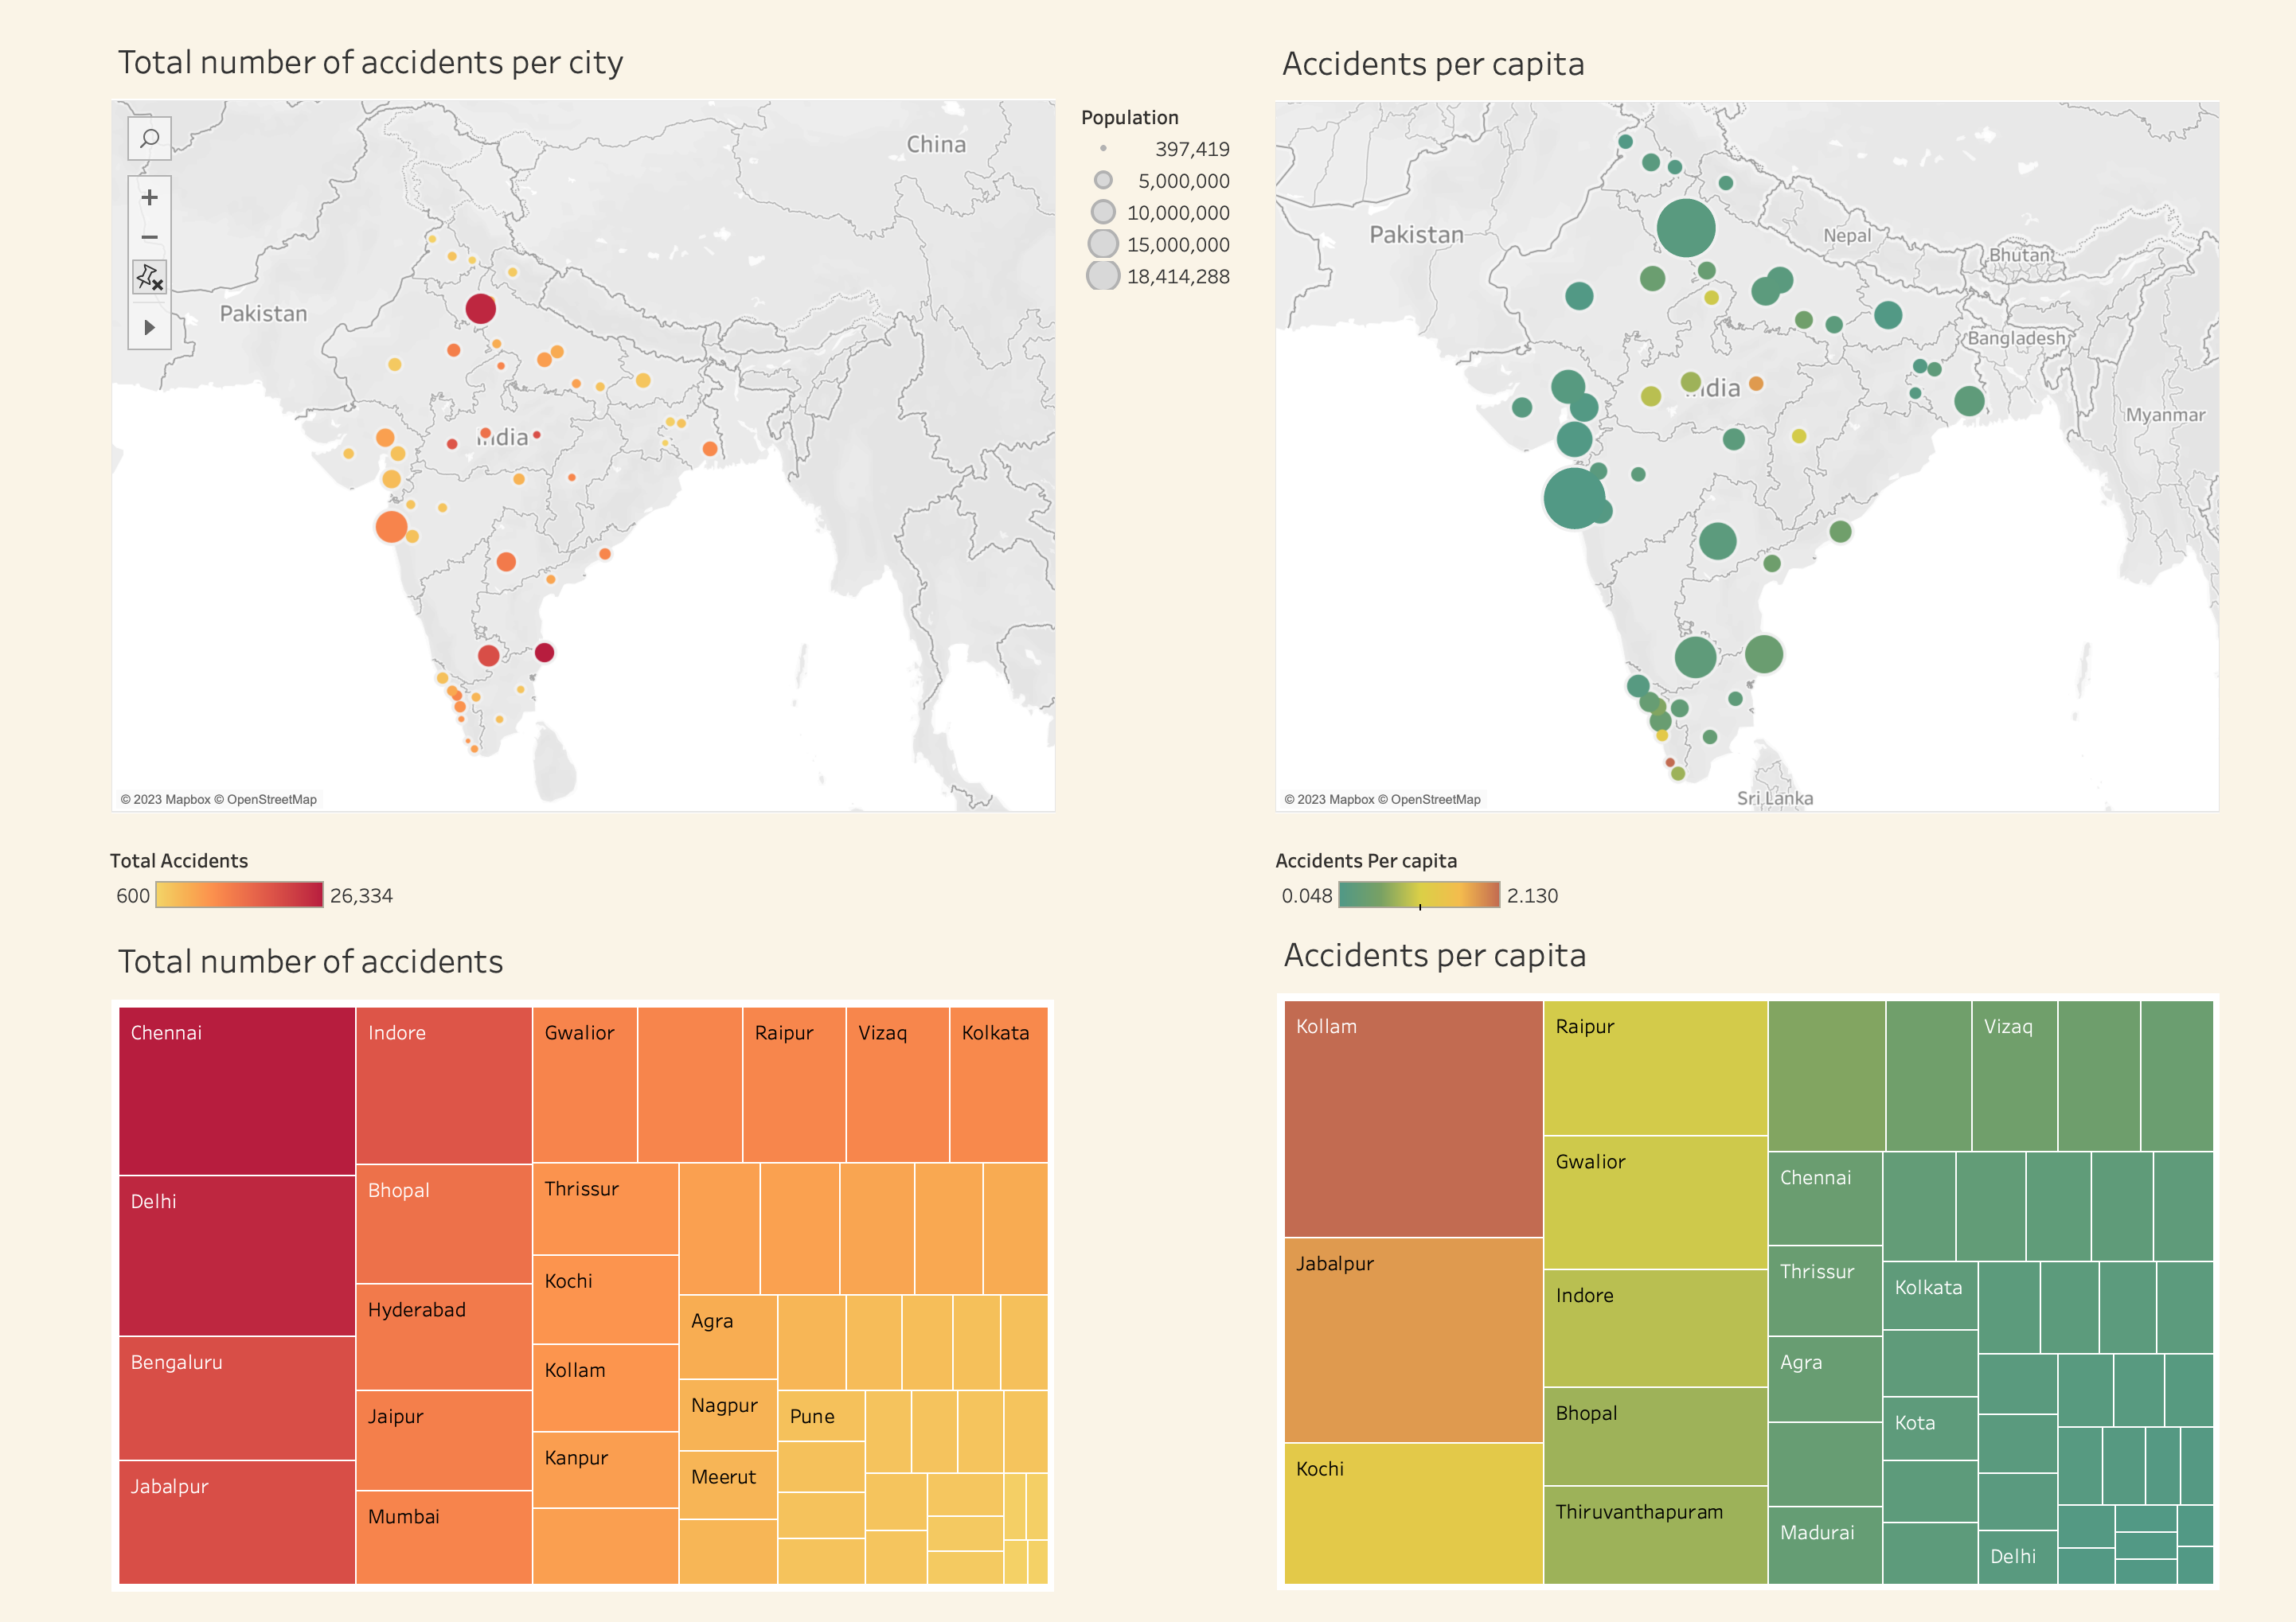 Total number of accidents per city
China
Pakistan
India
© 2023 Mapbox © OpenStreetMap
Population
397,419
5,000,000
10,000,000
15,000,000
18,414,288
Accidents per capita
Pakistan
Nepal
Bhutan
Bangladesh
India
Myanmar
Sri Lanka
© 2023 Mapbox © OpenStreetMap
Total Accidents
600
26,334
Accidents Per capita
0.048
2.130
Total number of accidents
Chennai
Delhi
Bengaluru
Jabalpur
Indore
Bhopal
Hyderabad
Jaipur
Mumbai
Gwalior
Raipur
Vizaq
Kolkata
Thrissur
Kochi
Kollam
Kanpur
Agra
Nagpur
Meerut
Pune
Accidents per capita
Kollam
Jabalpur
Kochi
Raipur
Gwalior
Indore
Bhopal
Thiruvanthapuram
Vizaq
Chennai
Thrissur
Agra
Madurai
Kolkata
Kota
Delhi